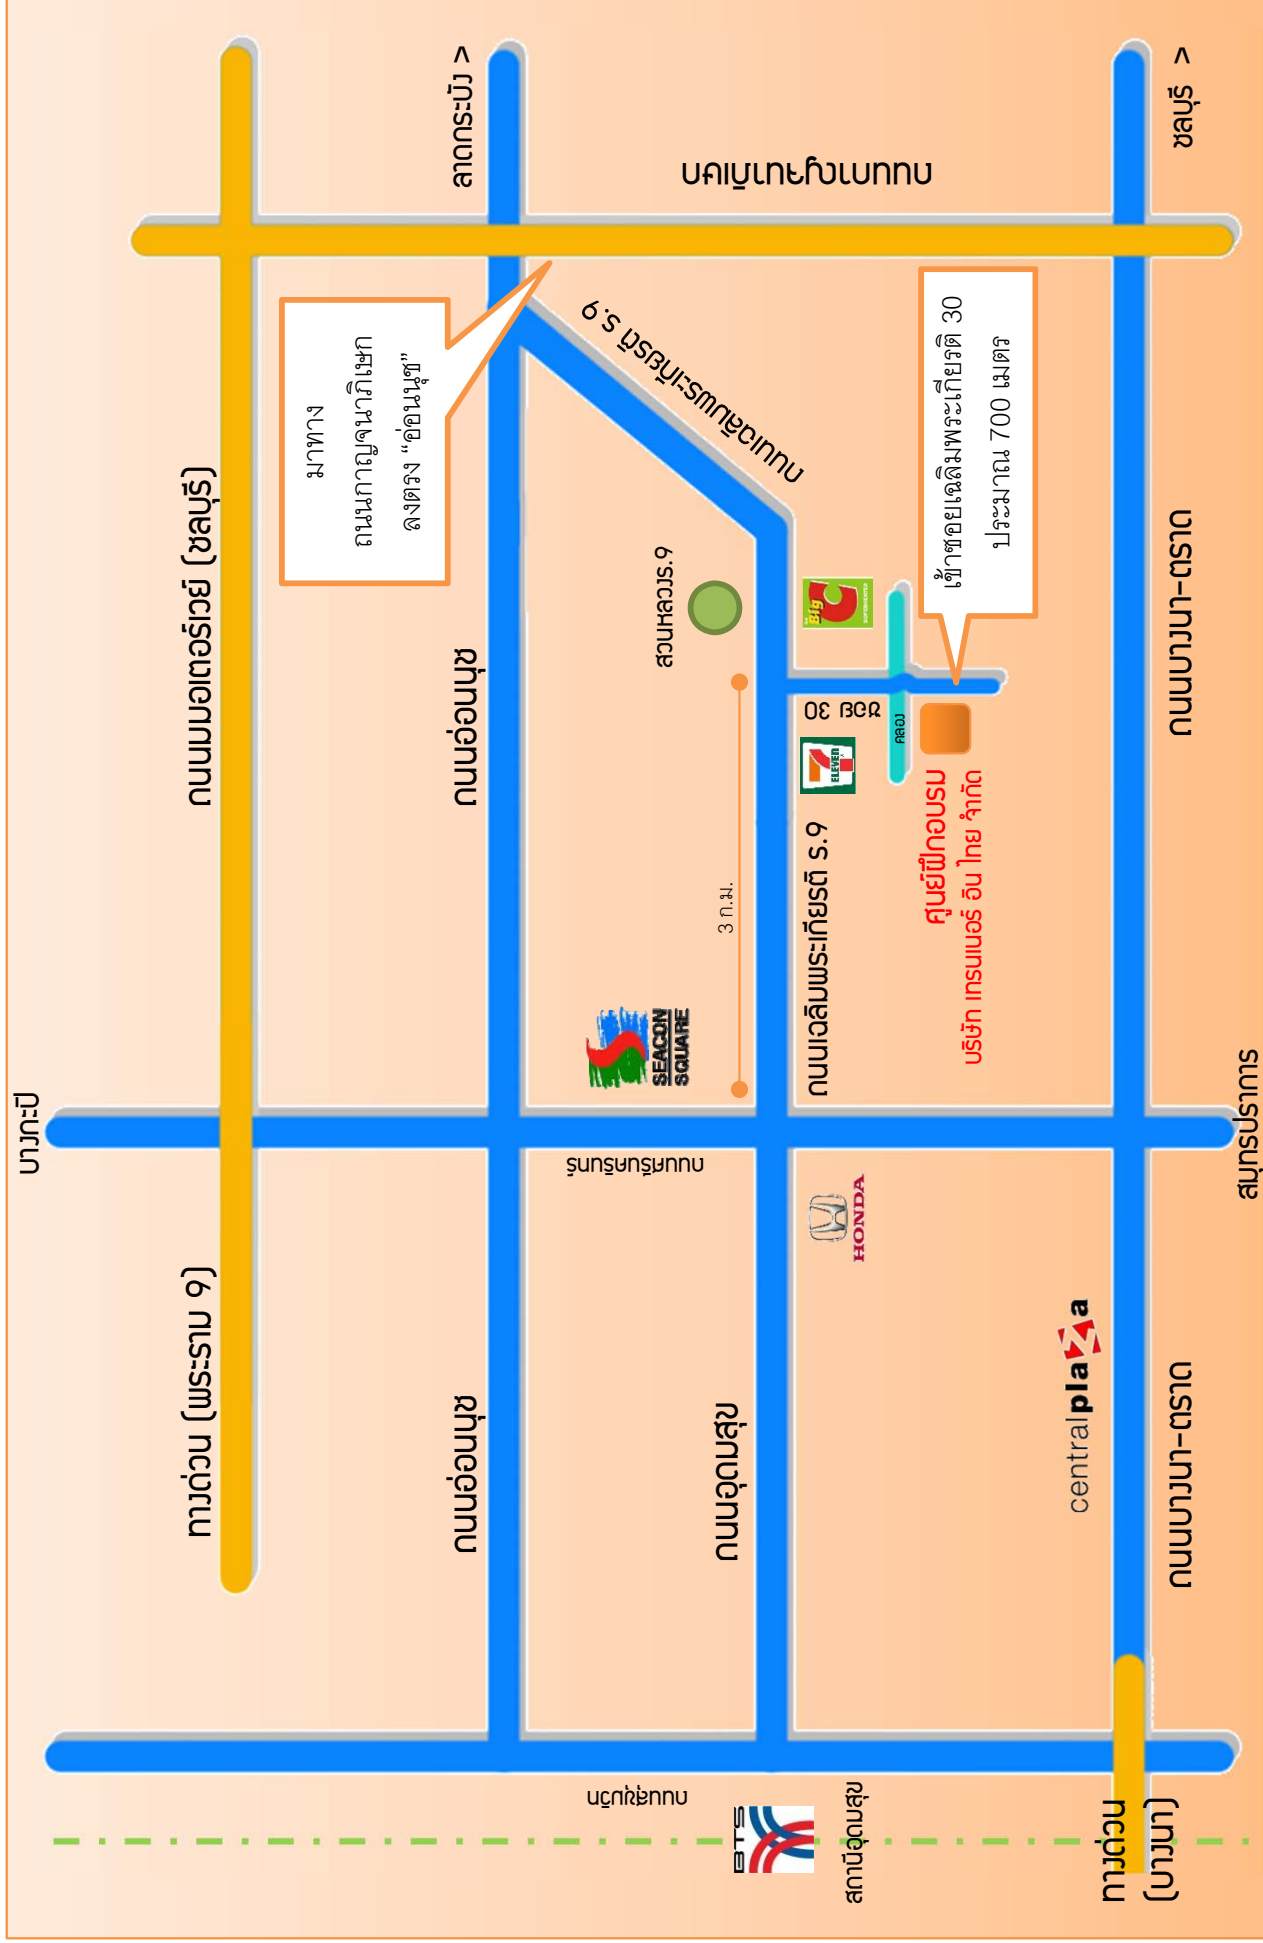 บางกะปิ
ทางด่วน (พระราม 9)
ถนนมอเตอร์เวย์ (ชลบุรี)
มาทาง
ถนนกาญจนาภิเษก
ลงตรง “อ่อนนุช”
ถนนอ่อนนุช
ถนนอ่อนนุช
ลาดกระบัง >
ถนนศรีนครินทร์
SEACON
SQUARE
ถนนสุขุมวิท
สวนหลวงร.9
ถนนเฉลิมพระเกียรติ ร.9
ถนนกาญจนาภิเษก
3 ก.ม.
BTS
สถานีอุดมสุข
ถนนอุดมสุข
HONDA
ถนนเฉลิมพระเกียรติ ร.9
7
ELEVEN
ซอย 30
Big C
SUPERCENTER
คลอง
ศูนย์ฝึกอบรม
บริษัท เทรนเนอร์ อิน ไทย จำกัด
เข้าซอยเฉลิมพระเกียรติ 30
ประมาณ 700 เมตร
centralplaza
ทางด่วน
(บางนา)
ถนนบางนา-ตราด
ถนนบางนา-ตราด
ชลบุรี >
สมุทรปราการ